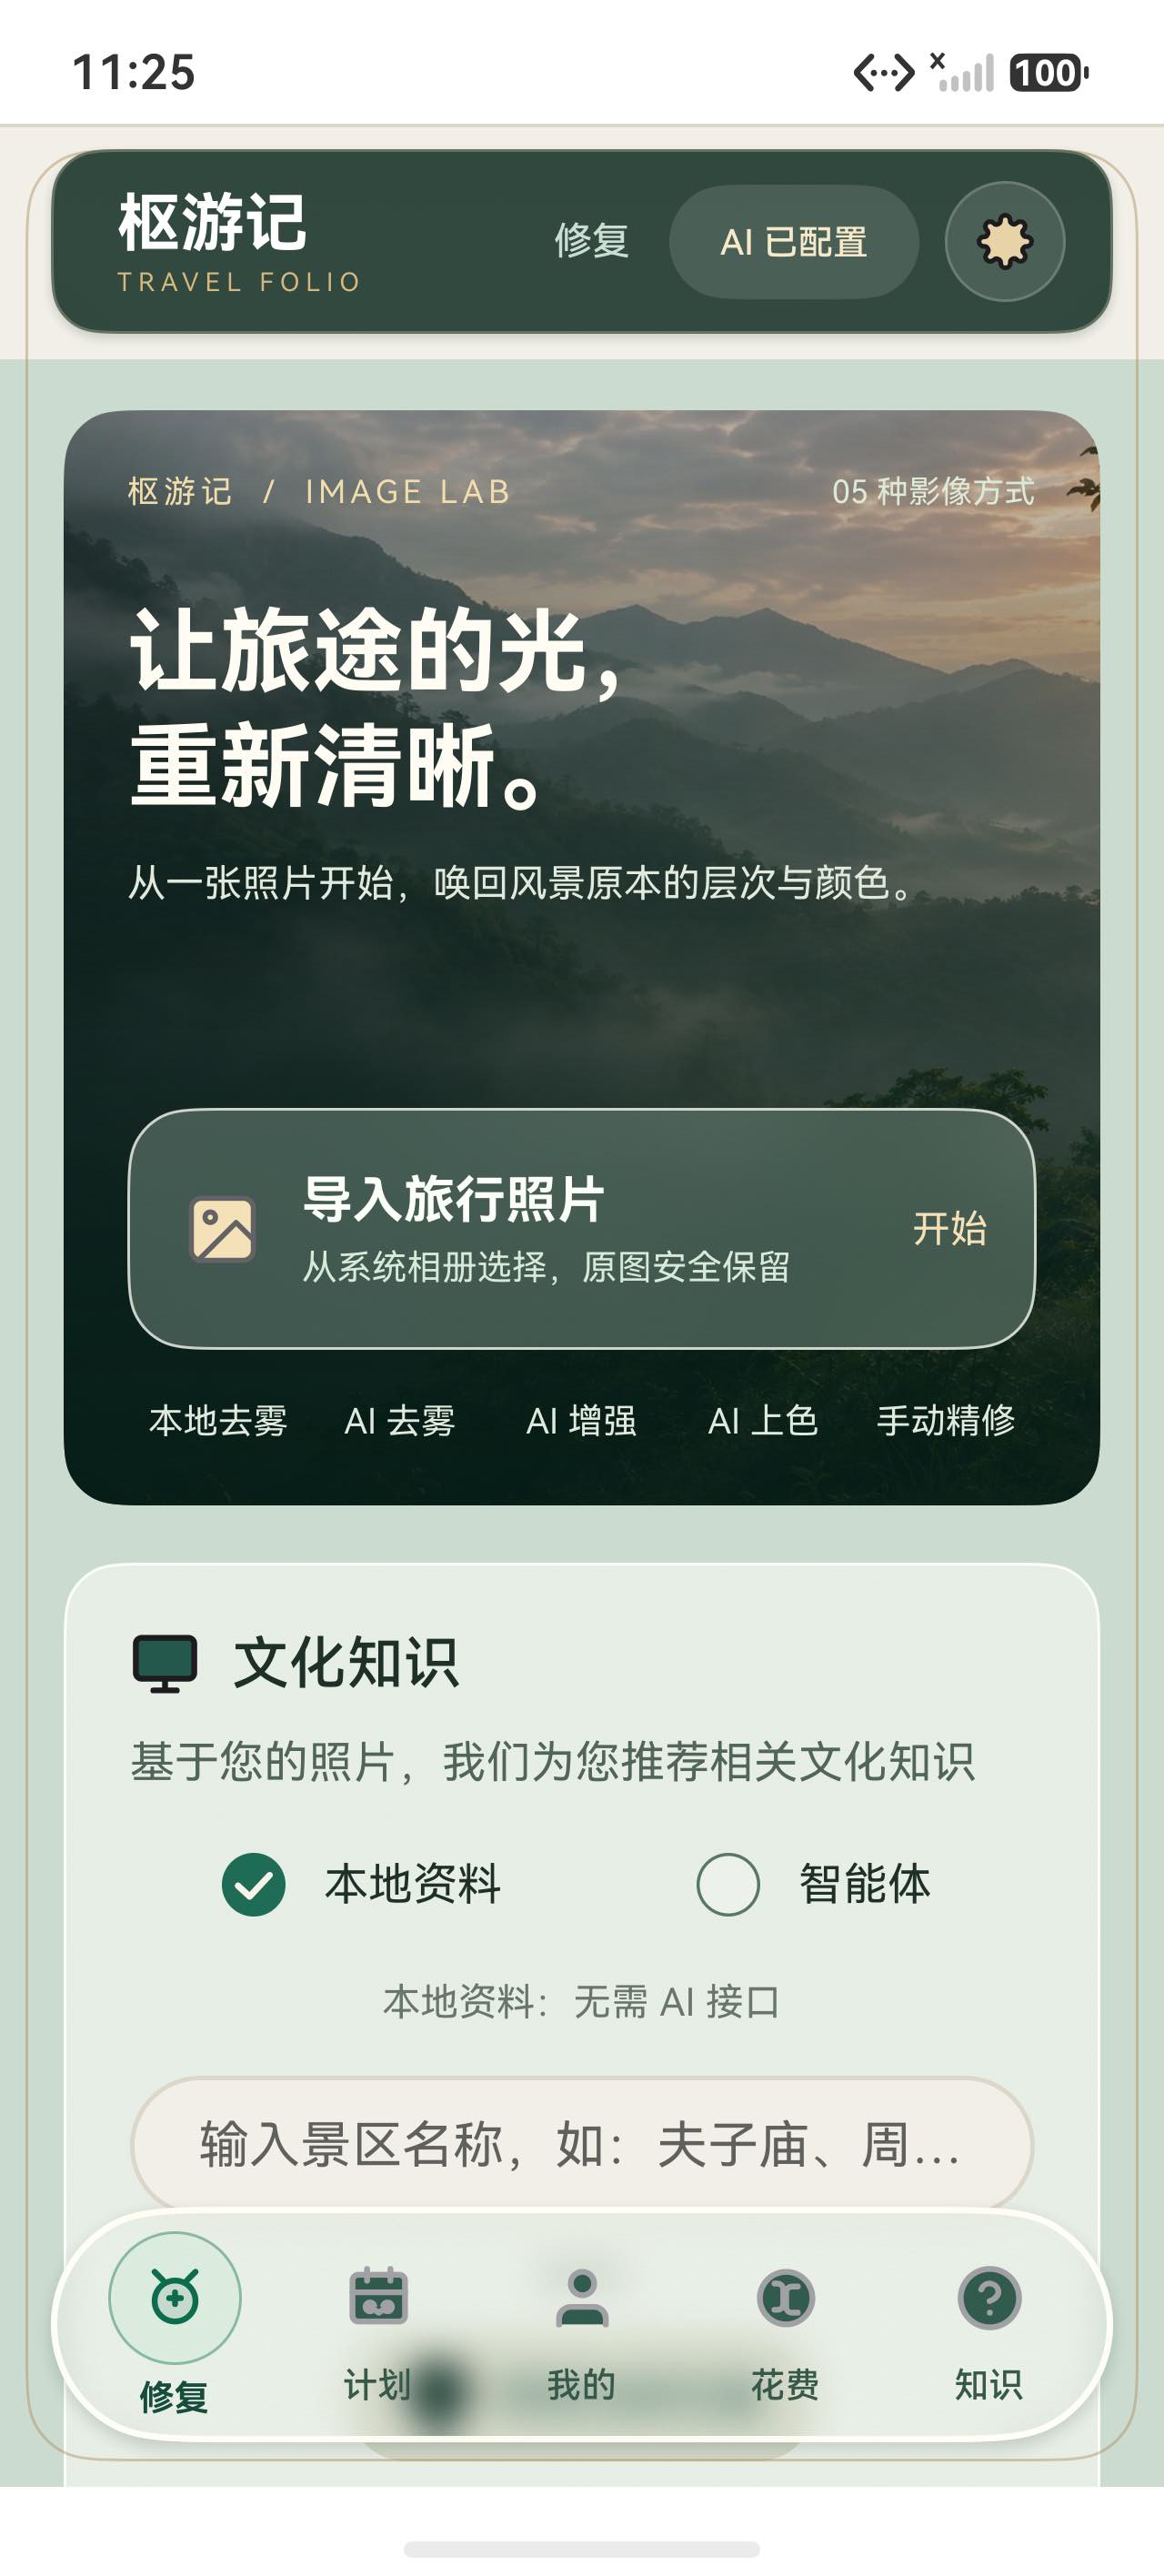 11:25
100
枢游记
TRAVEL FOLIO
修复
AI 已配置
枢游记 / IMAGE LAB
05 种影像方式
让旅途的光，
重新清晰。
从一张照片开始，唤回风景原本的层次与颜色。
导入旅行照片
从系统相册选择，原图安全保留
开始
本地去雾
AI 去雾
AI 增强
AI 上色
手动精修
文化知识
基于您的照片，我们为您推荐相关文化知识
本地资料
智能体
本地资料：无需 AI 接口
输入景区名称，如：夫子庙、周...
修复
计划
我的
花费
知识